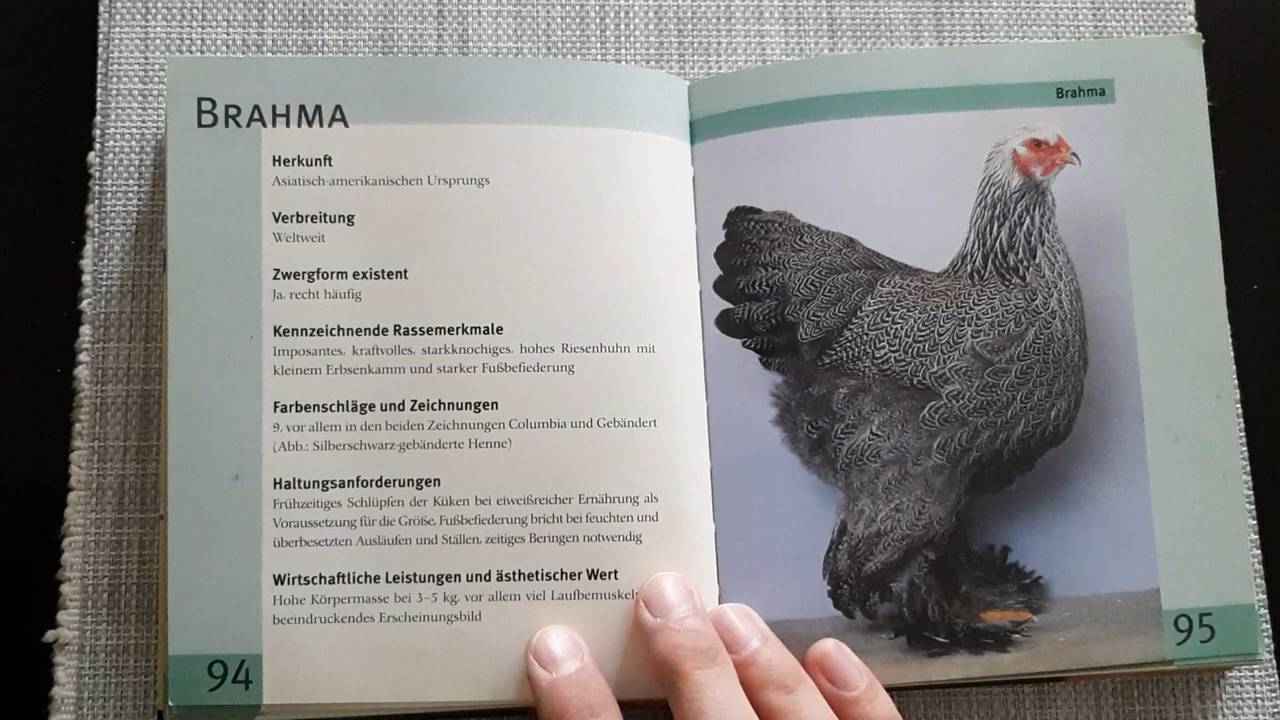 BRAHMA
Herkunft
Asiatisch-amerikanischen Ursprungs
Verbreitung
Weltweit
Zwergform existent
Ja, recht häufig
Kennzeichnende Rassemerkmale
Imposantes, kraftvolles, starkknochiges, hohes Riesenhuhn mit
kleinem Erbsenkamm und starker Fußbefiederung
Farbenschläge und Zeichnungen
9, vor allem in den beiden Zeichnungen Columbia und Gebändert
(Abb.: Silberschwarz-gebänderte Henne)
Haltungsanforderungen
Frühzeitiges Schlüpfen der Küken bei eiweißreicher Ernährung als
Voraussetzung für die Größe, Fußbefiederung bricht bei feuchten und
überbesetzten Ausläufen und Ställen, zeitiges Beringen notwendig
Wirtschaftliche Leistungen und ästhetischer Wert
Hohe Körpermasse bei 3–5 kg, vor allem viel
beeindruckendes Erscheinungsbild
94
Brahma
95